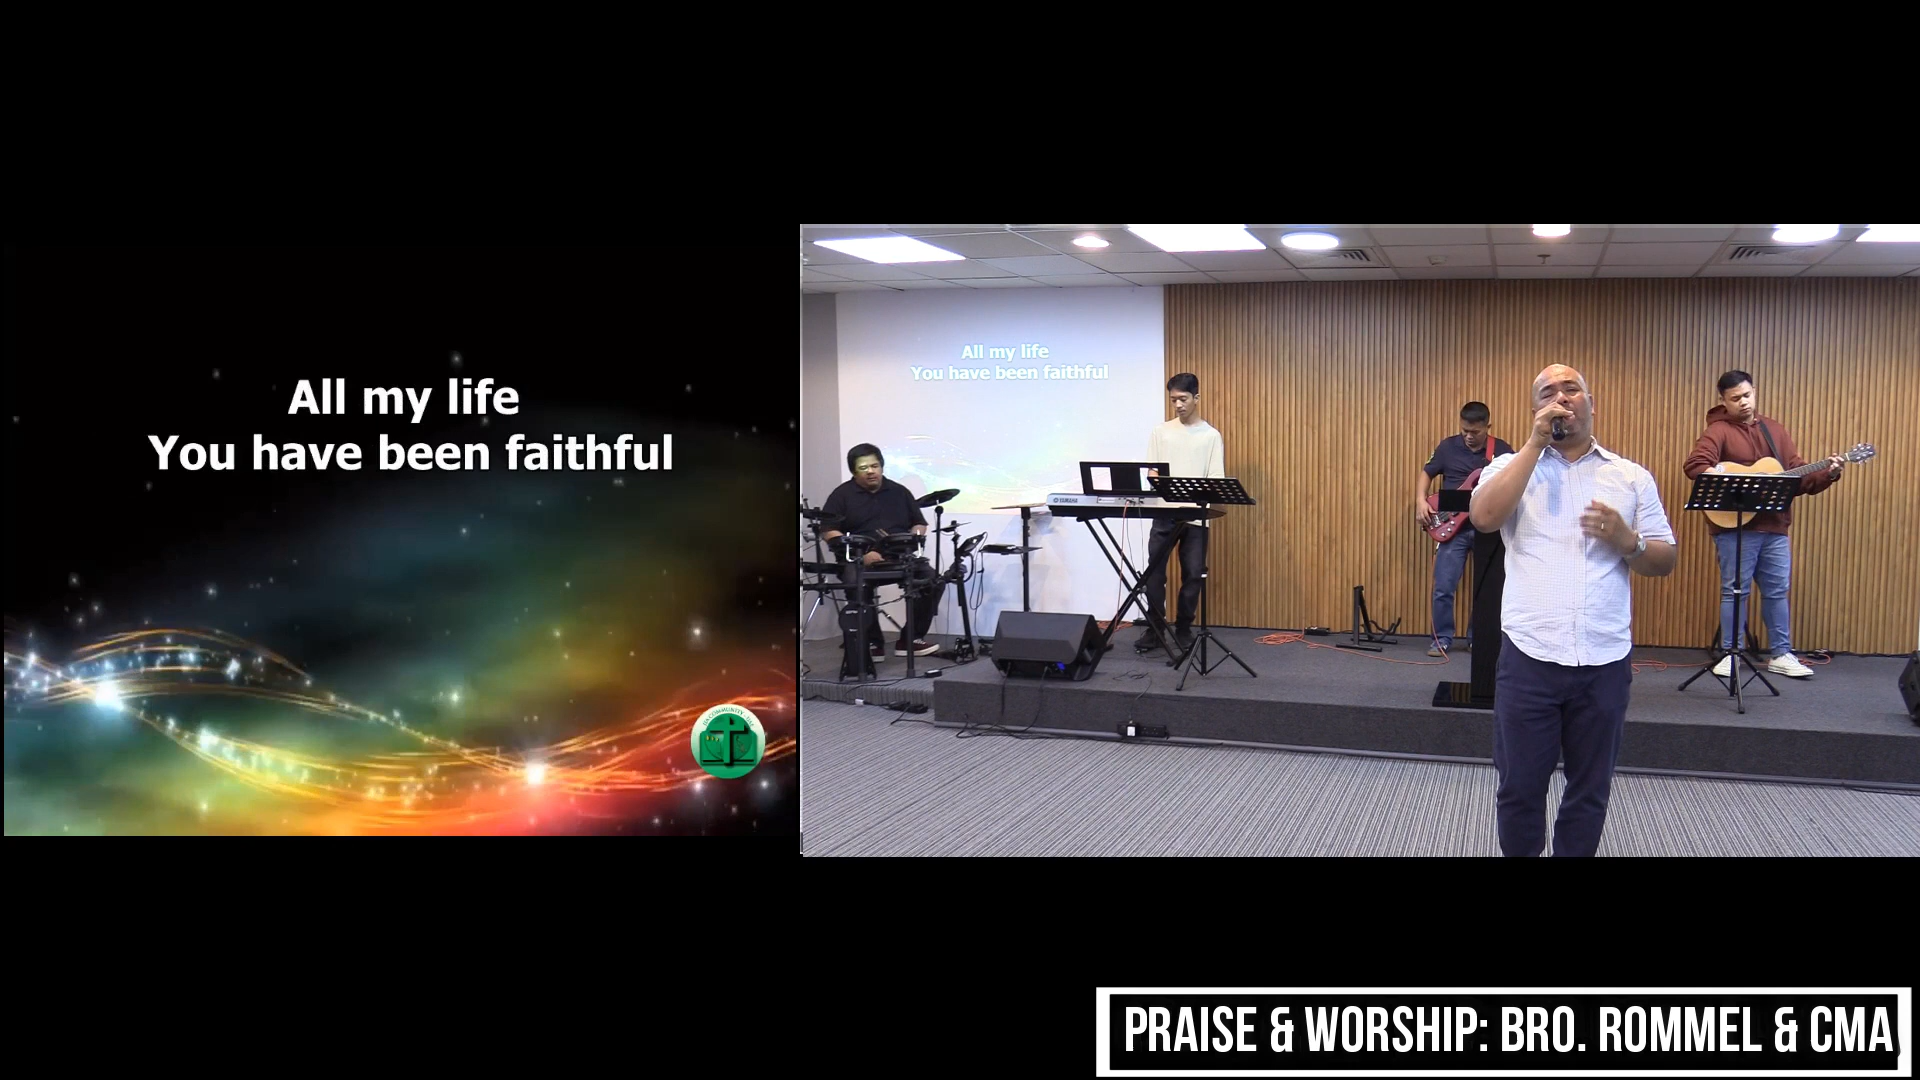 All my life
You have been faithful
All my life
You have been faithful
YAMAHA
PRAISE & WORSHIP: BRO. ROMMEL & CMA